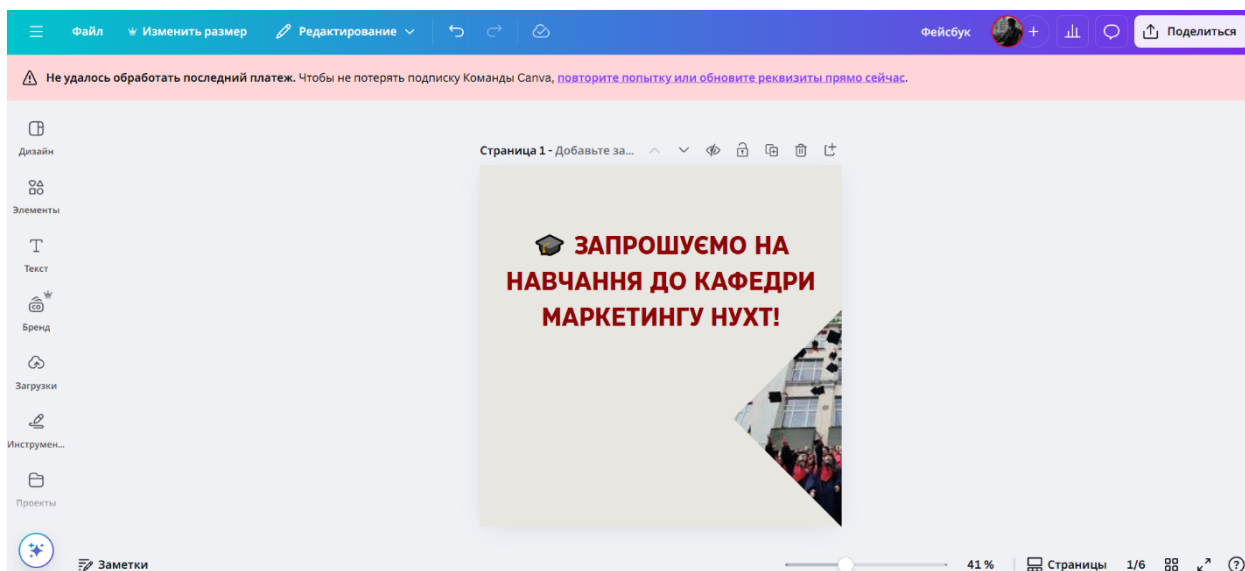 Файл
Изменить размер
Редактирование
Фейсбук
+
Поделиться
Не удалось обработать последний платеж. Чтобы не потерять подписку Команды Canva, повторите попытку или обновите реквизиты прямо сейчас.
Дизайн
Элементы
Текст
Бренд
Загрузки
Инструмен...
Проекты
Страница 1 - Добавьте за...
🎓 ЗАПРОШУЄМО НА
НАВЧАННЯ ДО КАФЕДРИ
МАРКЕТИНГУ НУХТ!
Заметки
41 %
Страницы
1/6